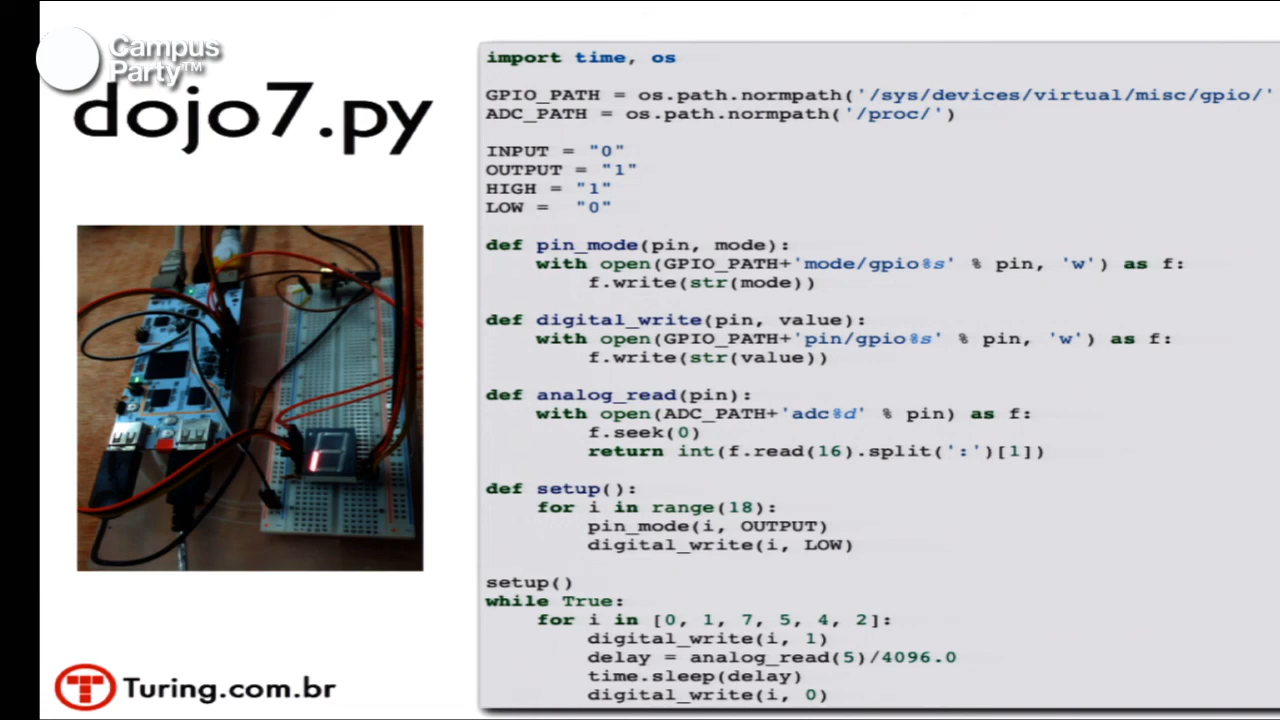 Campus
Party™
dojo7.py
import time, os
GPIO_PATH = os.path.normpath('/sys/devices/virtual/misc/gpio/'
ADC_PATH = os.path.normpath('/proc/')
INPUT = "0"
OUTPUT = "1"
HIGH = "1"
LOW =  "0"
def pin_mode(pin, mode):
    with open(GPIO_PATH+'mode/gpio%s' % pin, 'w') as f:
        f.write(str(mode))
def digital_write(pin, value):
    with open(GPIO_PATH+'pin/gpio%s' % pin, 'w') as f:
        f.write(str(value))
def analog_read(pin):
    with open(ADC_PATH+'adc%d' % pin) as f:
        f.seek(0)
        return int(f.read(16).split(':')[1])
def setup():
    for i in range(18):
        pin_mode(i, OUTPUT)
        digital_write(i, LOW)
setup()
while True:
    for i in [0, 1, 7, 5, 4, 2]:
        digital_write(i, 1)
        delay = analog_read(5)/4096.0
        time.sleep(delay)
        digital_write(i, 0)
Turing.com.br